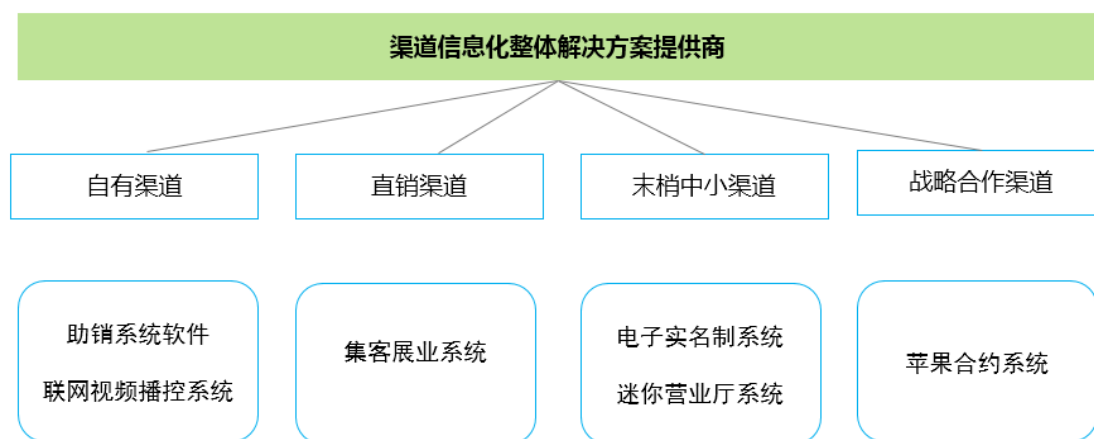 渠道信息化整体解决方案提供商
自有渠道
直销渠道
末梢中小渠道
战略合作渠道
助销系统软件
联网视频播控系统
集客展业系统
电子实名制系统
迷你营业厅系统
苹果合约系统